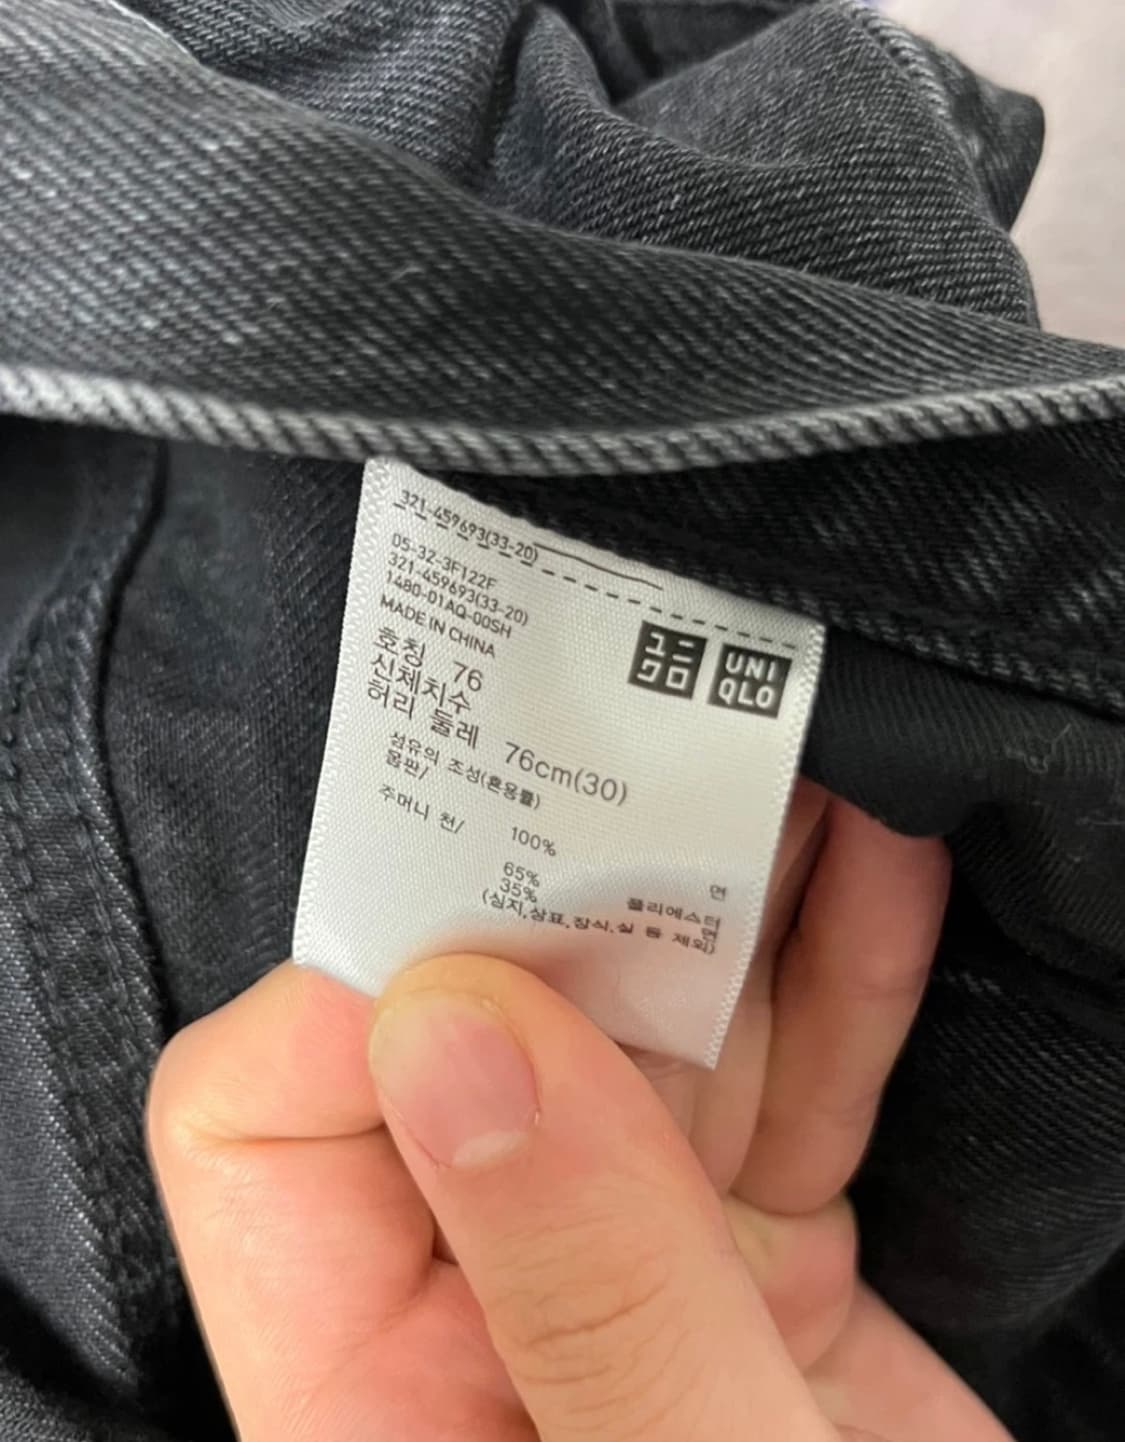 321-459693(33-20)
05-32-3F122F
321-459693(33-20)
1480-01AQ-00SH
MADE IN CHINA
ユニ
クロ
UNI
QLO
호칭 76
신체치수
허리 둘레 76cm(30)
섬유의 조성(혼용률)
몸판/
100% 면
주머니 천/
65% 폴리에스터
35% 면
(심지,상표,장식,실 등 제외)